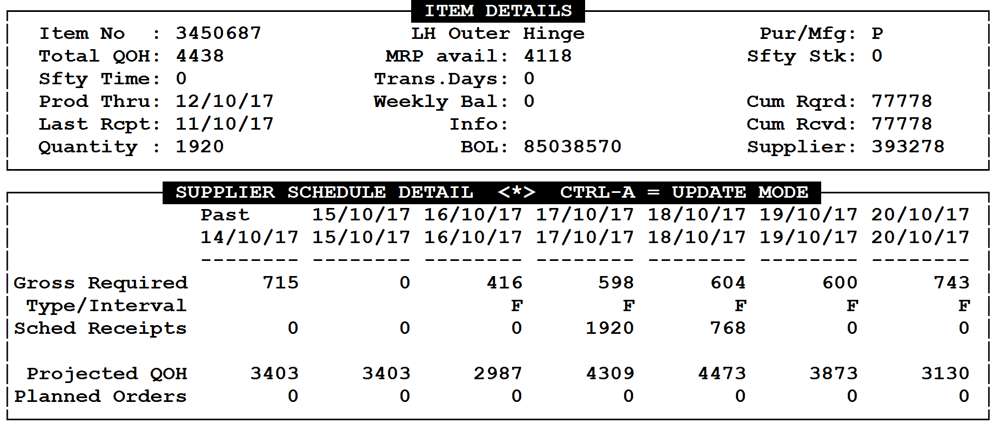 ITEM DETAILS
Item No  : 3450687 LH Outer Hinge Pur/Mfg: P
Total QOH: 4438 MRP avail: 4118 Sfty Stk: 0
Sfty Time: 0 Trans.Days: 0
Prod Thru: 12/10/17 Weekly Bal: 0 Cum Rqrd: 77778
Last Rcpt: 11/10/17 Info: Cum Rcvd: 77778
Quantity : 1920 BOL: 85038570 Supplier: 393278
SUPPLIER SCHEDULE DETAIL <*> CTRL-A = UPDATE MODE
Past 15/10/17 16/10/17 17/10/17 18/10/17 19/10/17 20/10/17
14/10/17 15/10/17 16/10/17 17/10/17 18/10/17 19/10/17 20/10/17
-------- -------- -------- -------- -------- -------- --------
Gross Required 715 0 416 598 604 600 743
Type/Interval F F F F F
Sched Receipts 0 0 0 1920 768 0 0
Projected QOH 3403 3403 2987 4309 4473 3873 3130
Planned Orders 0 0 0 0 0 0 0